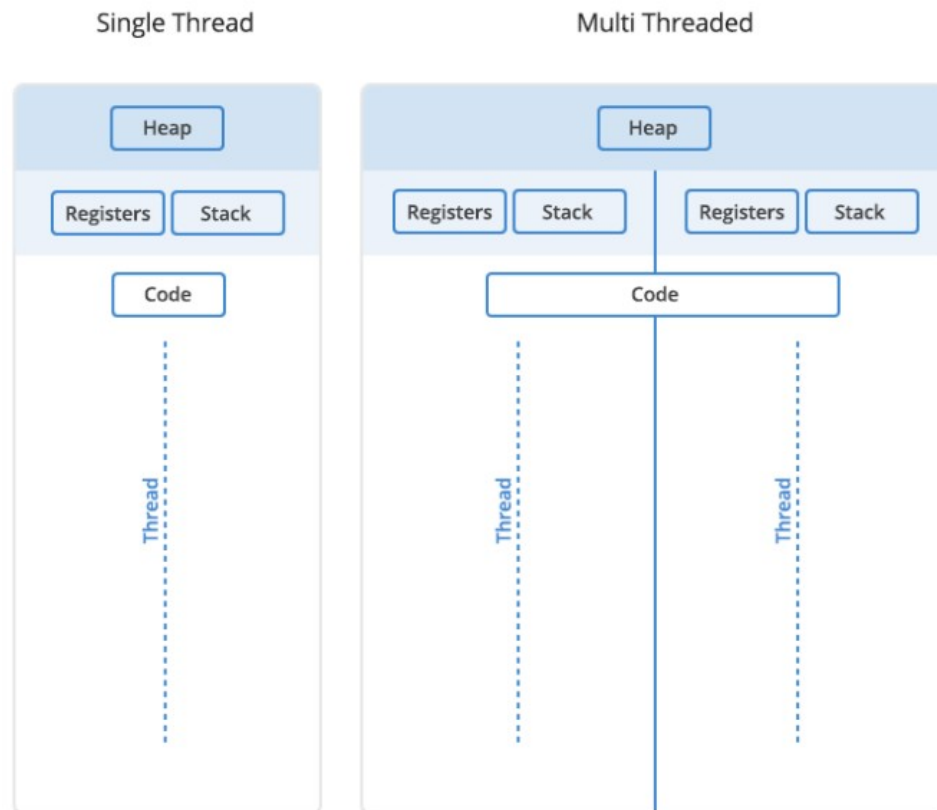 Single Thread
Multi Threaded
Heap
Heap
Registers
Stack
Registers
Stack
Registers
Stack
Code
Code
Thread
Thread
Thread